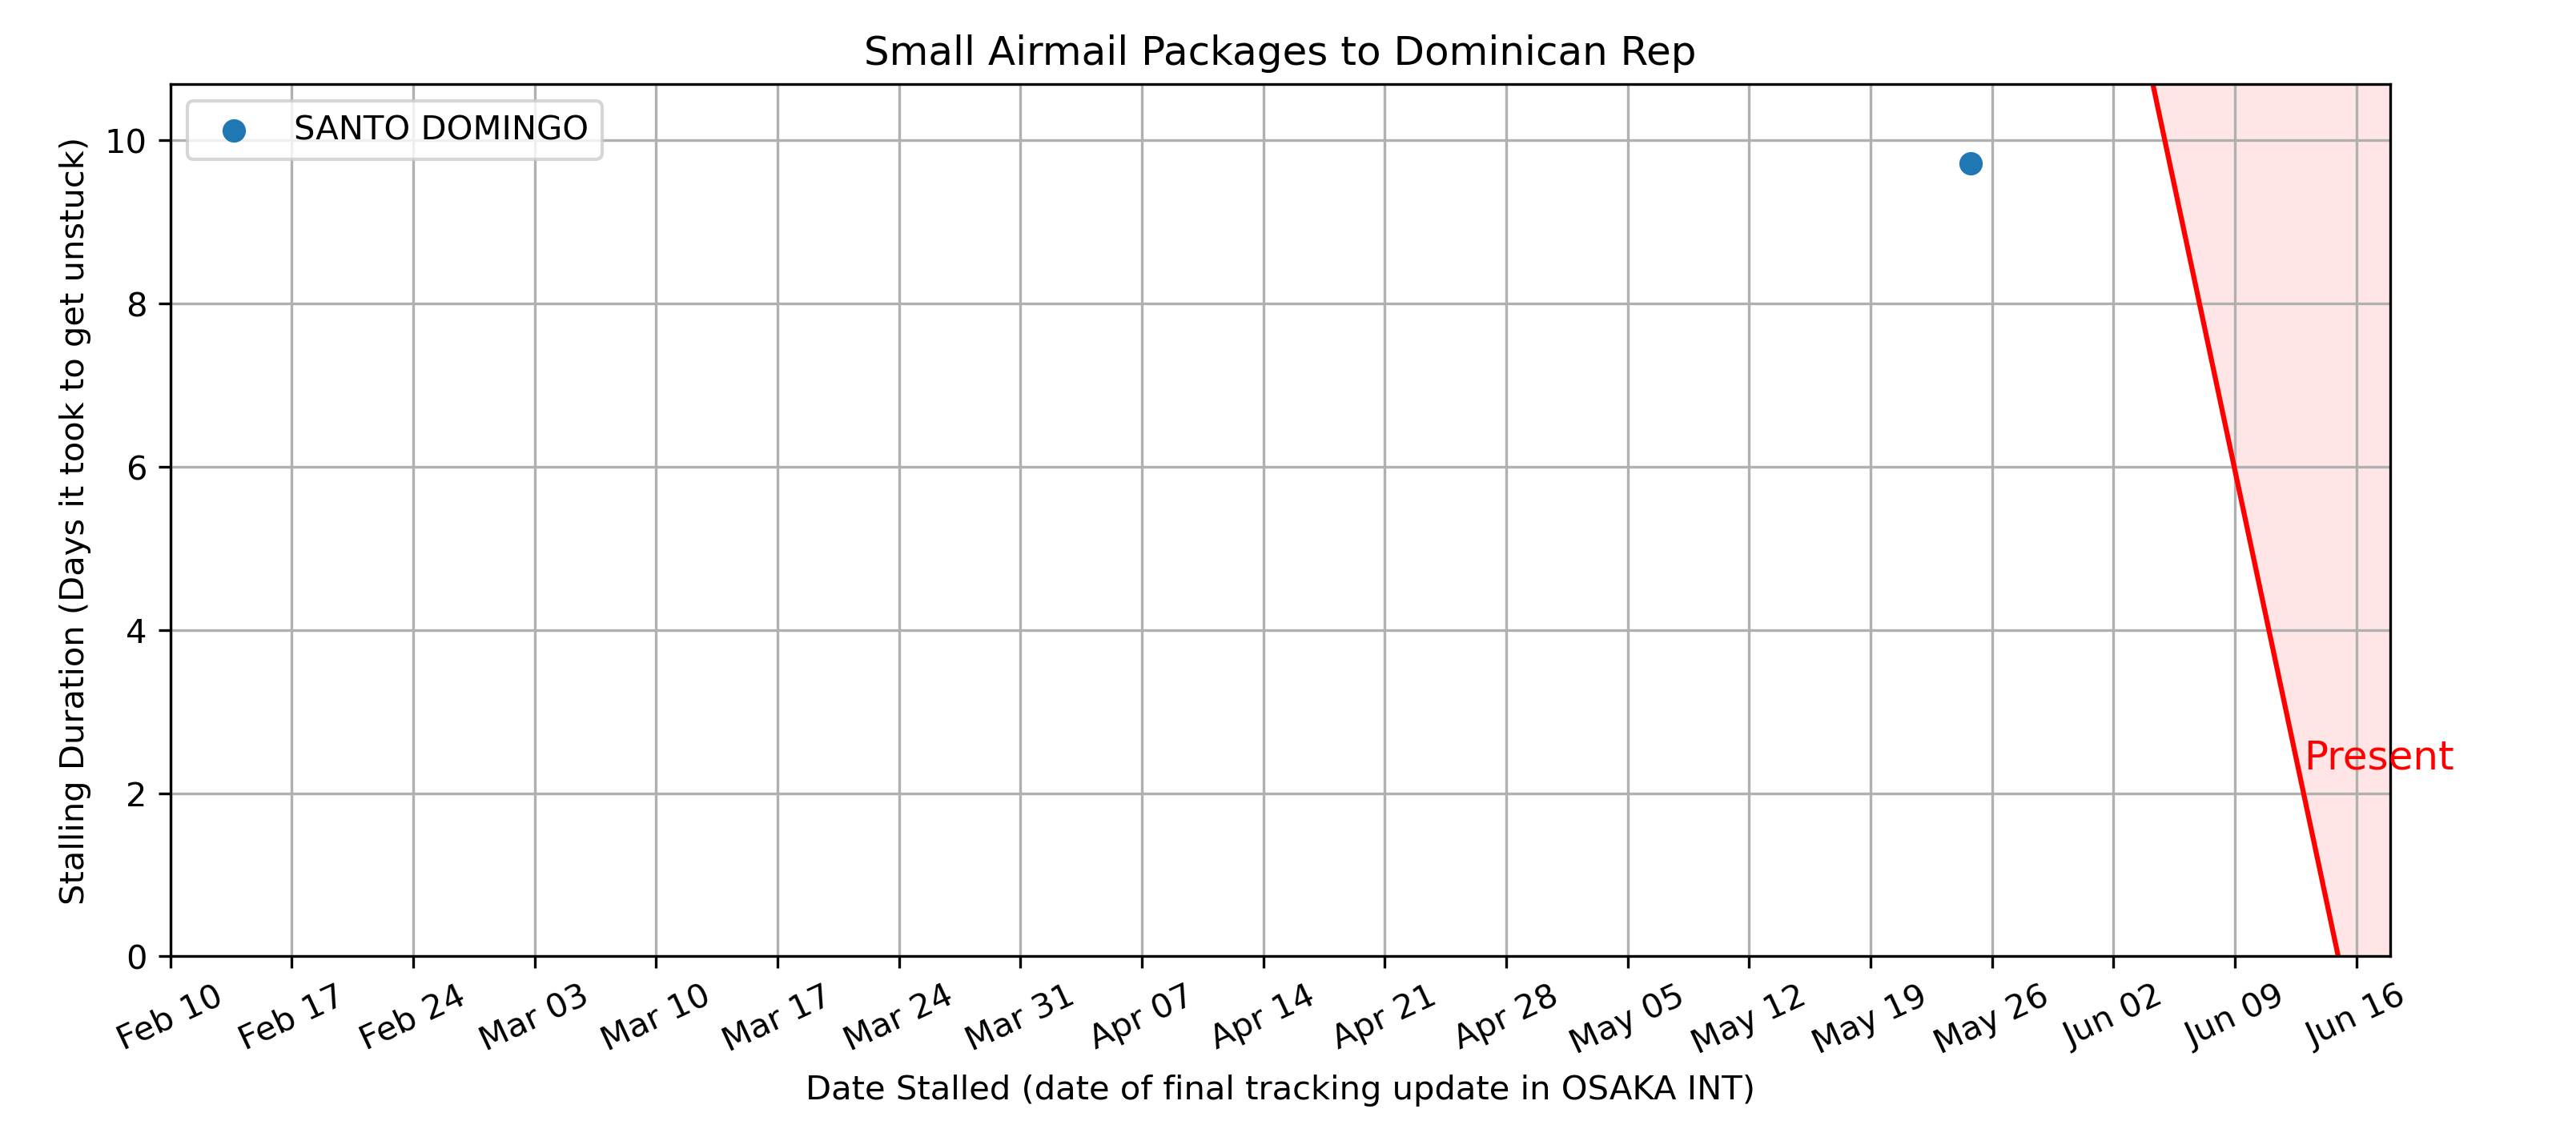 Small Airmail Packages to Dominican Rep
SANTO DOMINGO
Stalling Duration (Days it took to get unstuck)
10
8
6
4
2
0
Present
Feb 10
Feb 17
Feb 24
Mar 03
Mar 10
Mar 17
Mar 24
Mar 31
Apr 07
Apr 14
Apr 21
Apr 28
May 05
May 12
May 19
May 26
Jun 02
Jun 09
Jun 16
Date Stalled (date of final tracking update in OSAKA INT)